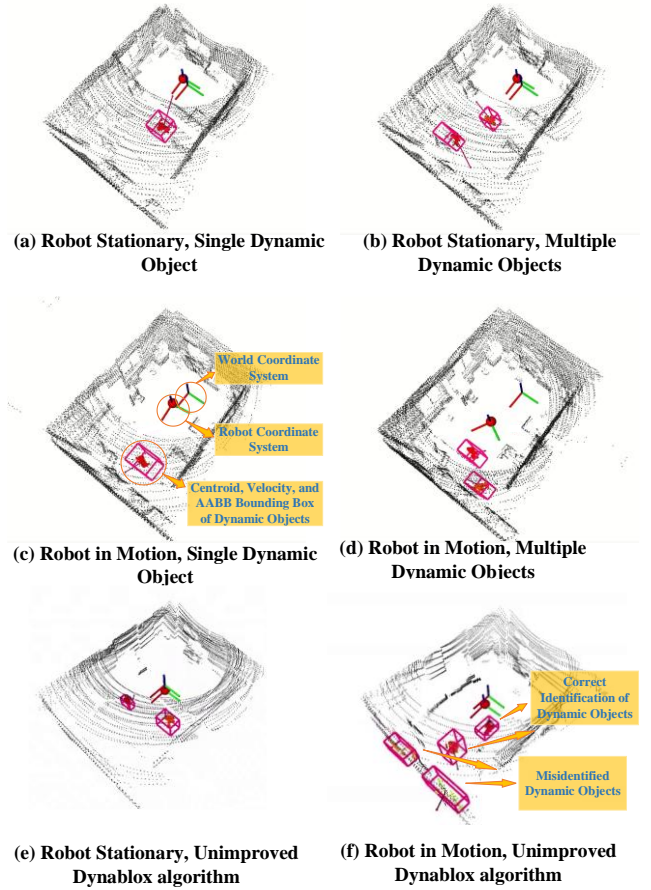 (a) Robot Stationary, Single Dynamic
Object
(b) Robot Stationary, Multiple
Dynamic Objects
World Coordinate
System
Robot Coordinate
System
Centroid, Velocity, and
AABB Bounding Box
of Dynamic Objects
(c) Robot in Motion, Single Dynamic
Object
(d) Robot in Motion, Multiple
Dynamic Objects
Correct
Identification of
Dynamic Objects
Misidentified
Dynamic Objects
(e) Robot Stationary, Unimproved
Dynablox algorithm
(f) Robot in Motion, Unimproved
Dynablox algorithm